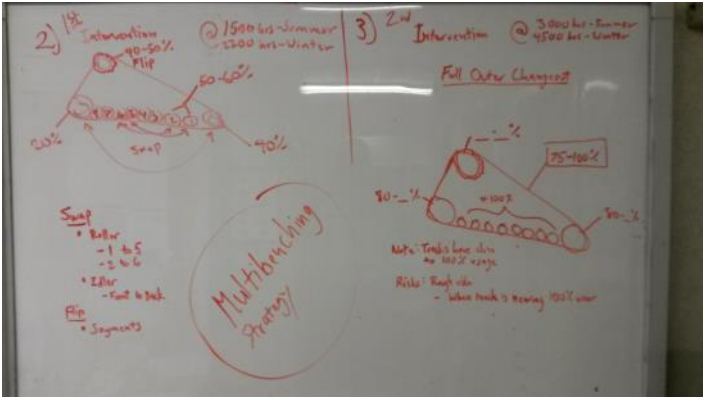 2) 1st Intervention @ 1500 hrs-Summer
2200 hrs-Winter
40-50%
Flip
50-60%
20%
40%
Swap
Swap
• Roller
- 1 to 5
- 2 to 6
• Idler
- Front to Back
Flip
• Segments
Multibenching
Strategy
3) 2nd Intervention @ 3000 hrs-Summer
4500 hrs-Winter
Full Outer Changeout
_-_%
75-100%
80-_%
≈100%
80-_%
Note: Tracks have
100% usage
Risks: Rough ride
- When track is nearing 100% wear